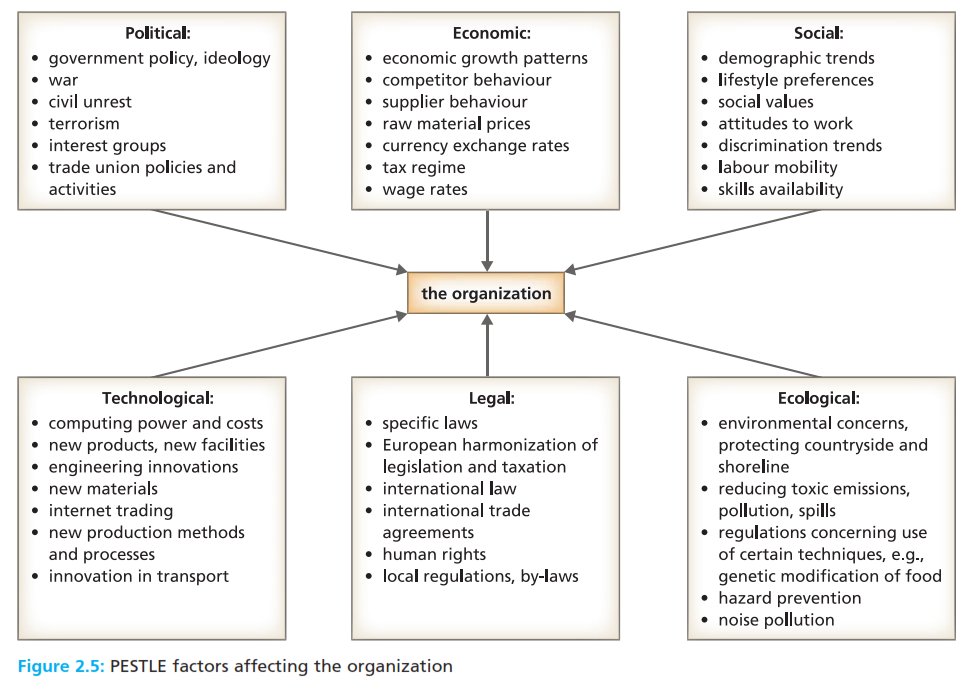 Political:
• government policy, ideology
• war
• civil unrest
• terrorism
• interest groups
• trade union policies and
activities
Economic:
• economic growth patterns
• competitor behaviour
• supplier behaviour
• raw material prices
• currency exchange rates
• tax regime
• wage rates
Social:
• demographic trends
• lifestyle preferences
• social values
• attitudes to work
• discrimination trends
• labour mobility
• skills availability
the organization
Technological:
• computing power and costs
• new products, new facilities
• engineering innovations
• new materials
• internet trading
• new production methods
and processes
• innovation in transport
Legal:
• specific laws
• European harmonization of
legislation and taxation
• international law
• international trade
agreements
• human rights
• local regulations, by-laws
Ecological:
• environmental concerns,
protecting countryside and
shoreline
• reducing toxic emissions,
pollution, spills
• regulations concerning use
of certain techniques, e.g.,
genetic modification of food
• hazard prevention
• noise pollution
Figure 2.5: PESTLE factors affecting the organization